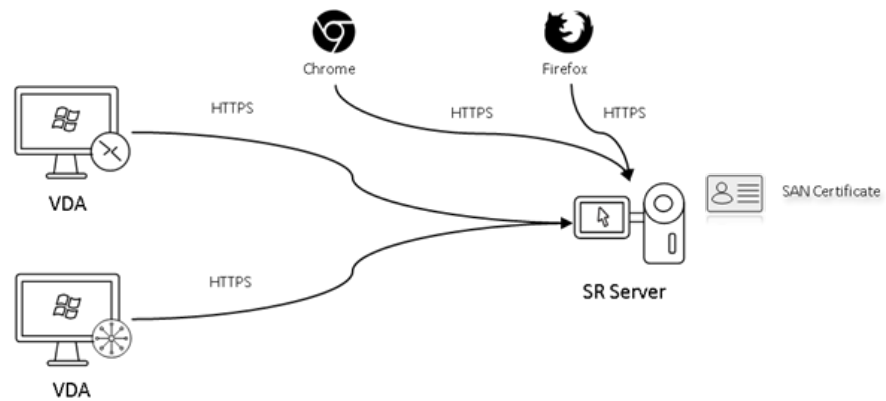 Chrome
Firefox
HTTPS
HTTPS
HTTPS
VDA
SAN Certificate
HTTPS
SR Server
VDA